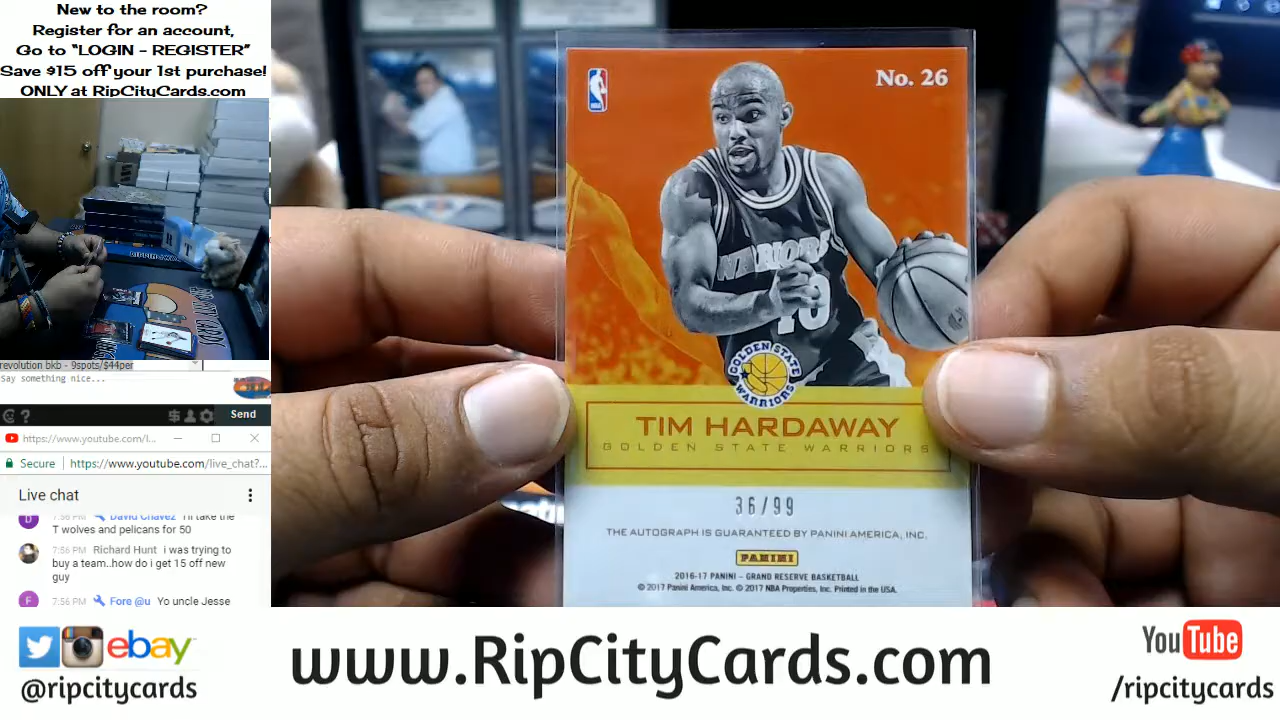 New to the room?
Register for an account,
Go to "LOGIN - REGISTER"
Save $15 off your 1st purchase!
ONLY at RipCityCards.com
revolution bkb - 9spots/$44per
Say something nice...
Send
https://www.youtube.com/l...
Secure https://www.youtube.com/live_chat?...
Live chat
7:56 PM David Chavez I'll take the
T wolves and pelicans for 50
7:56 PM Richard Hunt i was trying to
buy a team..how do i get 15 off new
guy
7:56 PM Fore @u Yo uncle Jesse
No. 26
WARRIORS
10
GOLDEN STATE
WARRIORS
TIM HARDAWAY
GOLDEN STATE WARRIORS
36/99
THE AUTOGRAPH IS GUARANTEED BY PANINI AMERICA, INC.
PANINI
2016-17 PANINI - GRAND RESERVE BASKETBALL
© 2017 Panini America, Inc. © 2017 NBA Properties, Inc. Printed in the USA.
ebay
@ripcitycards
www.RipCityCards.com
YouTube
/ripcitycards